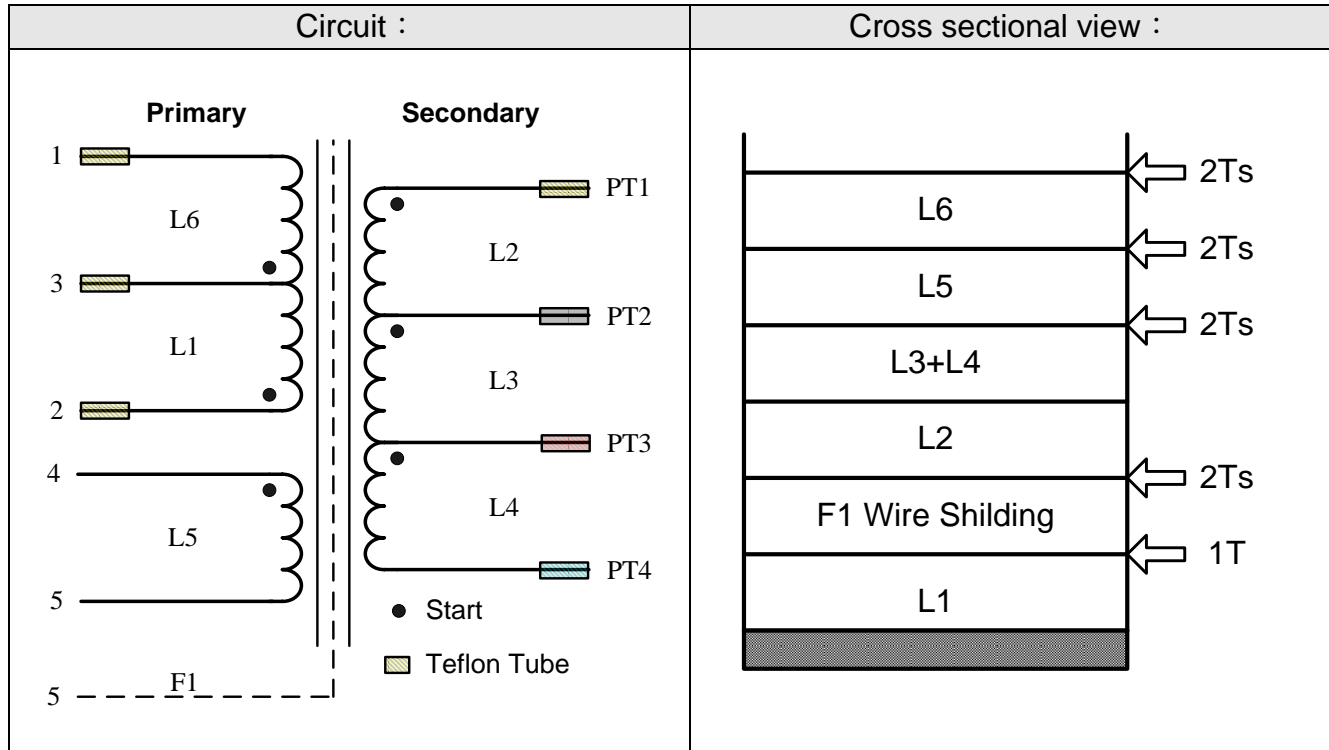 Circuit：
Cross sectional view：
Primary
Secondary
1
L6
3
L1
2
4
L5
5
5
F1
PT1
L2
PT2
L3
PT3
L4
PT4
Start
Teflon Tube
2Ts
L6
2Ts
L5
2Ts
L3+L4
L2
2Ts
F1 Wire Shilding
1T
L1